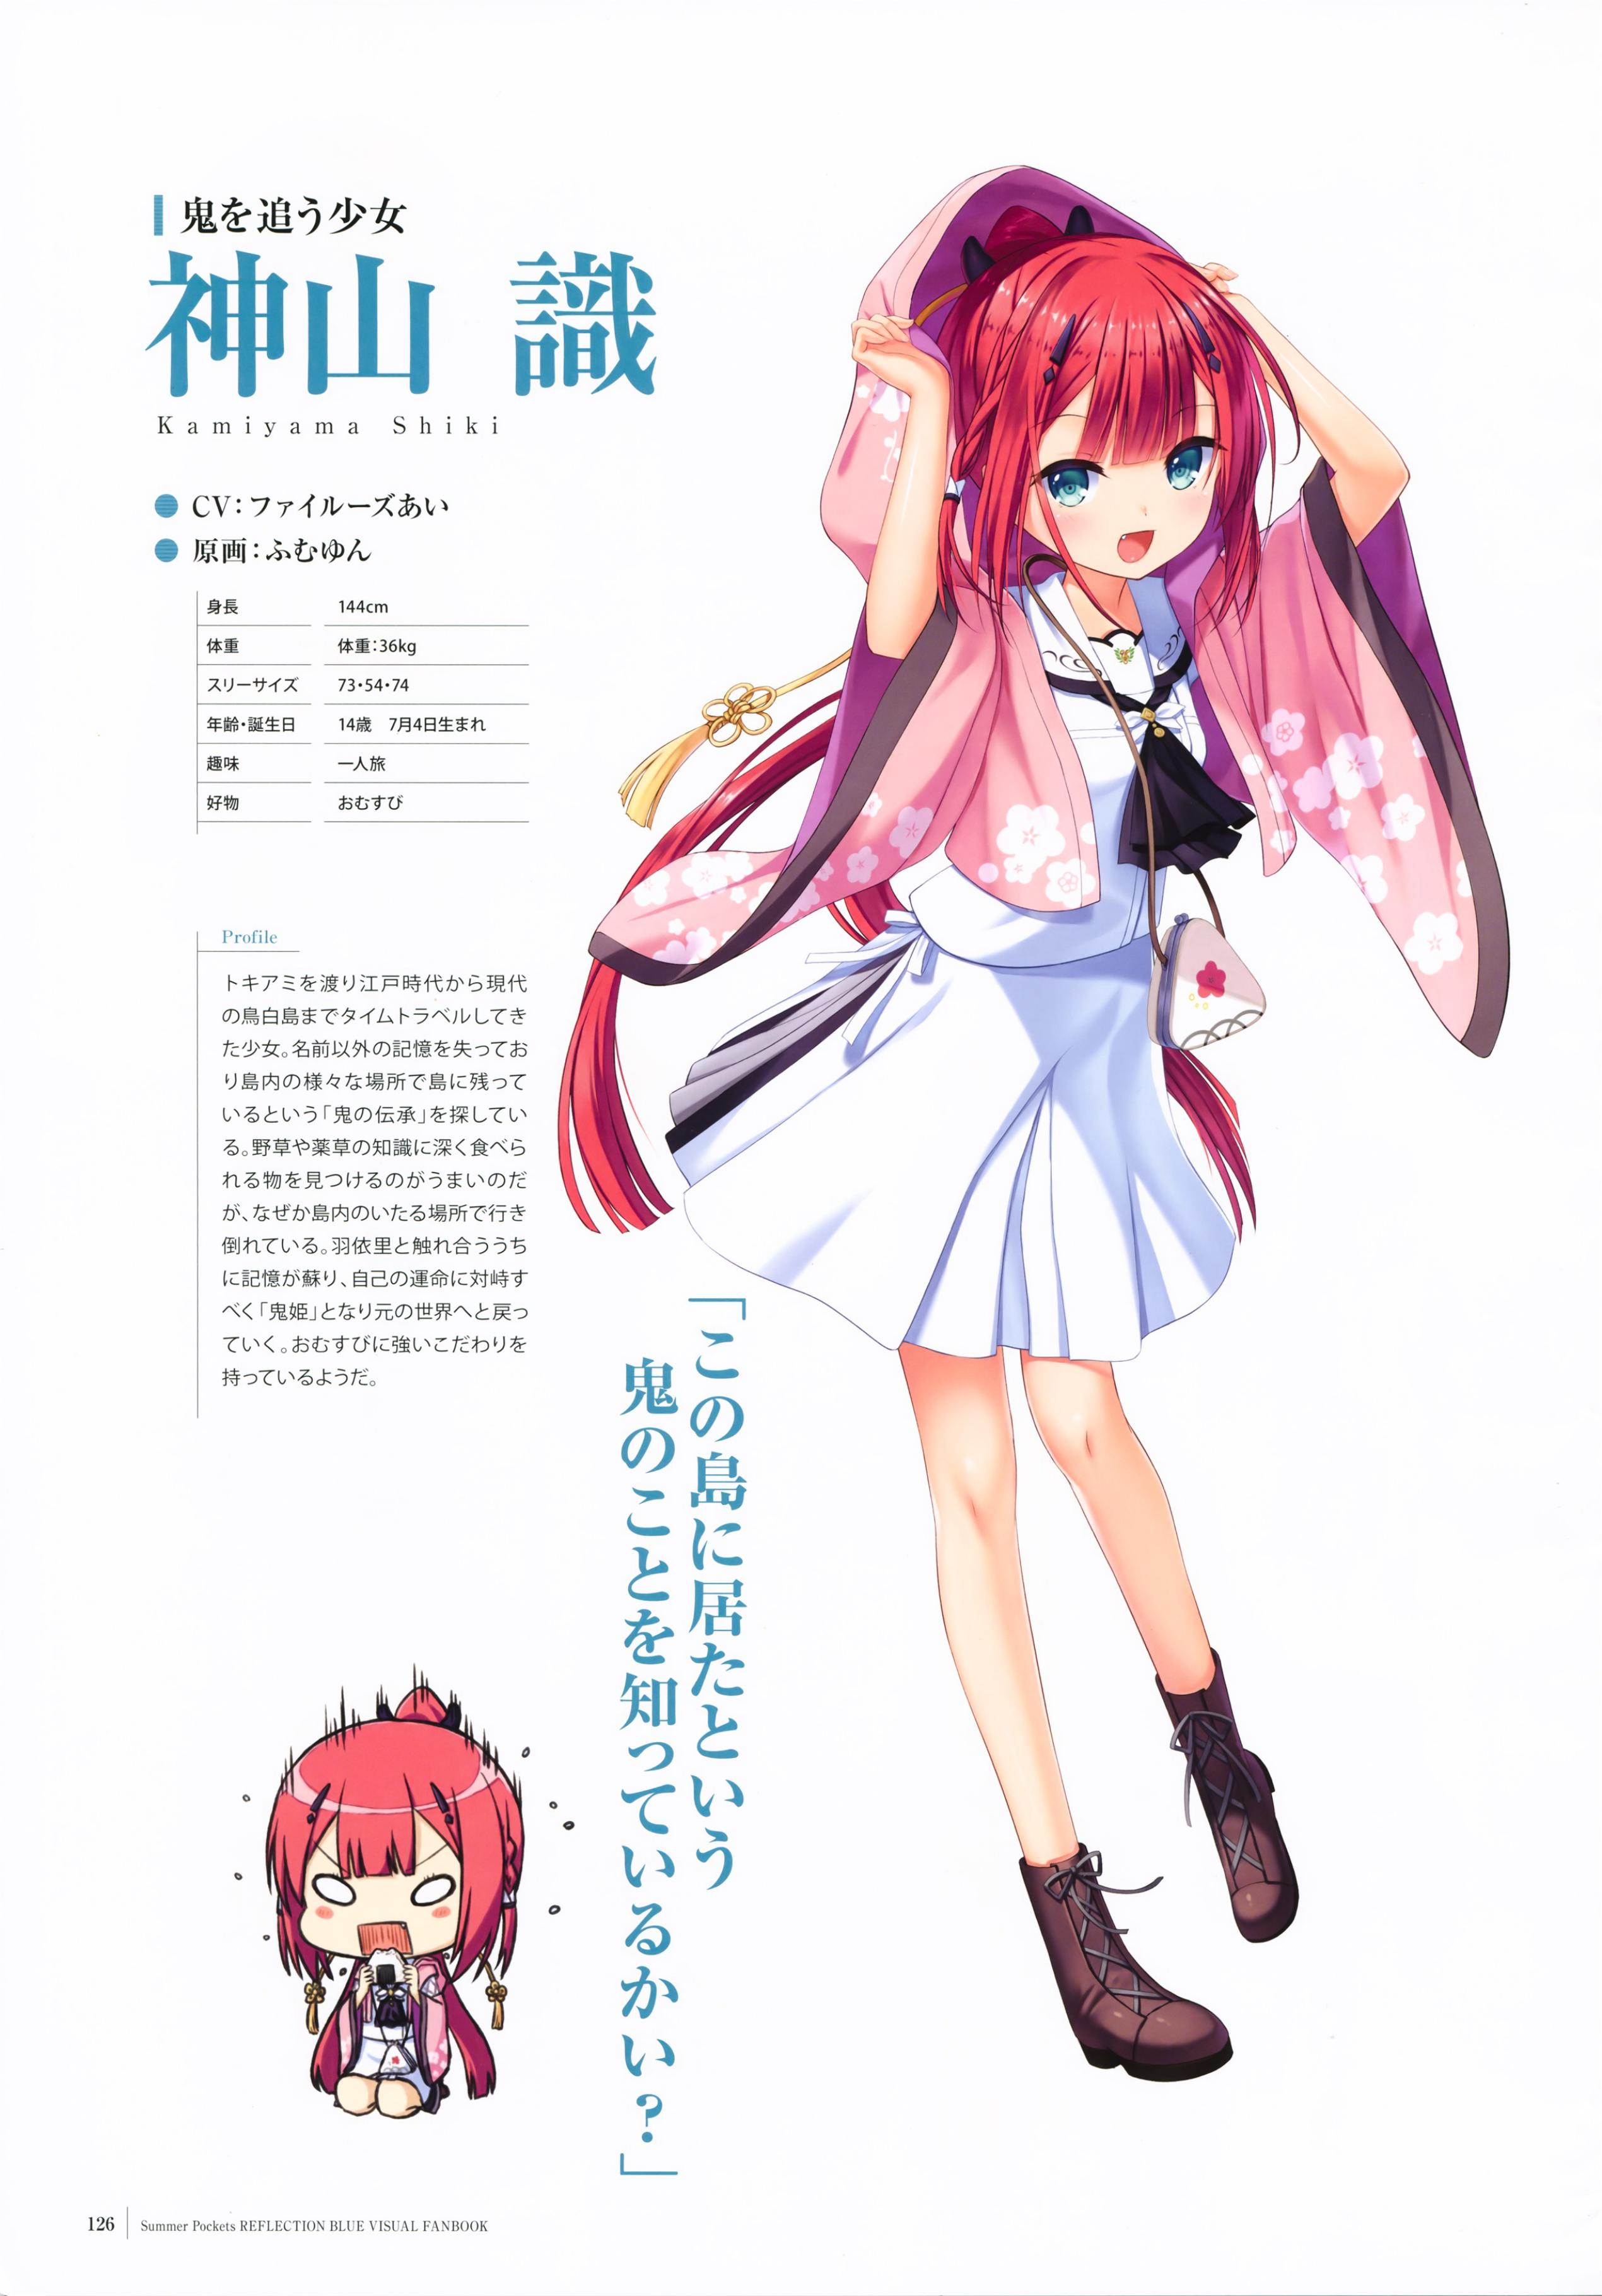 鬼を追う少女
神山 識
Kamiyama Shiki
CV：ファイルーズあい
原画：ふむゆん
身長 144cm
体重 体重：36kg
スリーサイズ 73・54・74
年齢・誕生日 14歳 7月4日生まれ
趣味 一人旅
好物 おむすび
Profile
トキアミを渡り江戸時代から現代
の鳥白島までタイムトラベルしてき
た少女。名前以外の記憶を失ってお
り島内の様々な場所で島に残って
いるという「鬼の伝承」を探してい
る。野草や薬草の知識に深く食べら
れる物を見つけるのがうまいのだ
が、なぜか島内のいたる場所で行き
倒れている。羽依里と触れ合ううち
に記憶が蘇り、自己の運命に対峙す
べく「鬼姫」となり元の世界へと戻っ
ていく。おむすびに強いこだわりを
持っているようだ。
「この島に居たという
鬼のことを知っているかい？」
126
Summer Pockets REFLECTION BLUE VISUAL FANBOOK